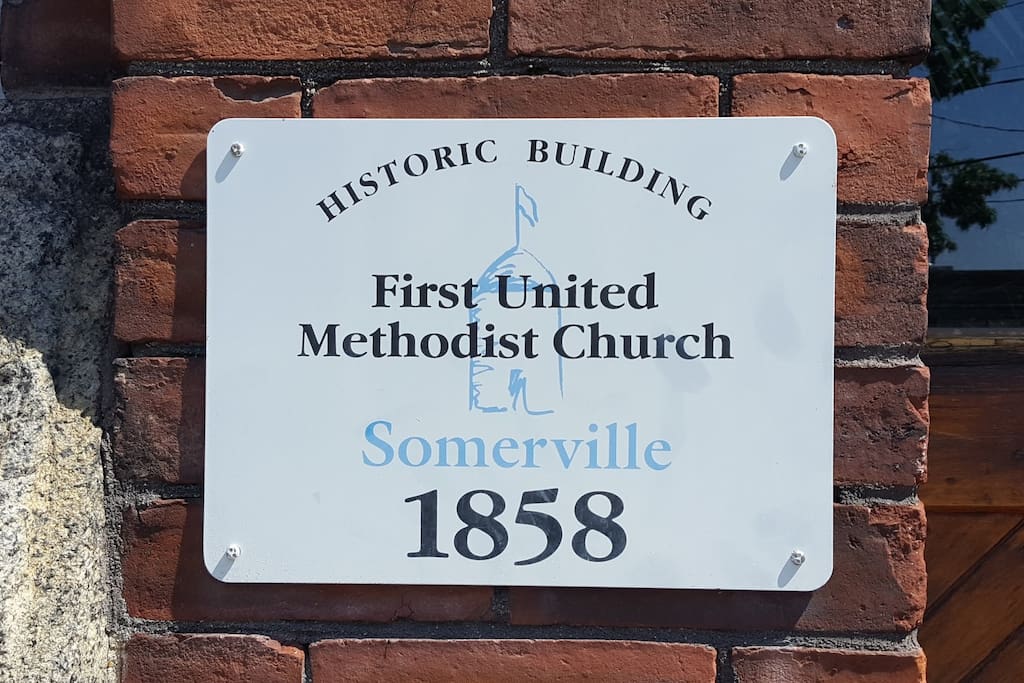 HISTORIC BUILDING
First United
Methodist Church
Somerville
1858